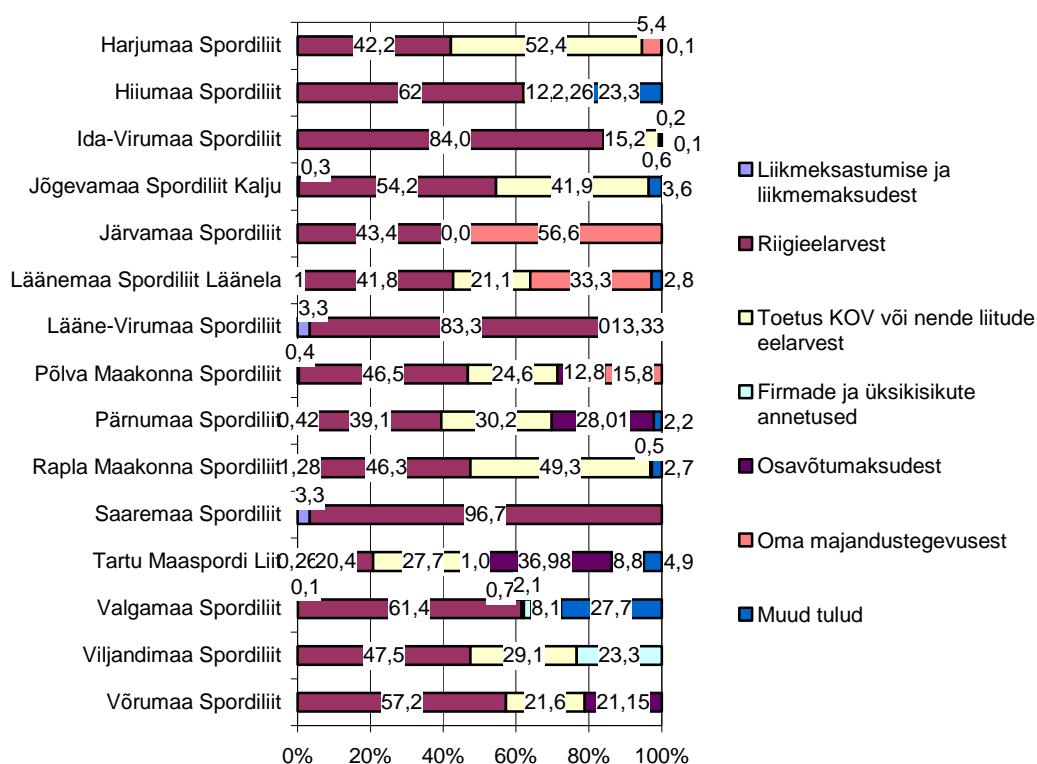 5,4
Harjumaa Spordiliit 42,2 52,4 0,1
Hiiumaa Spordiliit 62 12,2,26 23,3
0,2
Ida-Virumaa Spordiliit 84,0 15,2 0,1
0,6
0,3
Jõgevamaa Spordiliit Kalju 54,2 41,9 3,6
Järvamaa Spordiliit 43,4 0,0 56,6
Läänemaa Spordiliit Läänela 1 41,8 21,1 33,3 2,8
3,3
Lääne-Virumaa Spordiliit 83,3 013,33
0,4
Põlva Maakonna Spordiliit 46,5 24,6 12,8 15,8
Pärnumaa Spordiliit 0,42 39,1 30,2 28,01 2,2
0,5
Rapla Maakonna Spordiliit 1,28 46,3 49,3 2,7
3,3
Saaremaa Spordiliit 96,7
Tartu Maaspordi Liit 0,26 20,4 27,7 1,0 36,98 8,8 4,9
0,1 0,7 2,1
Valgamaa Spordiliit 61,4 8,1 27,7
Viljandimaa Spordiliit 47,5 29,1 23,3
Võrumaa Spordiliit 57,2 21,6 21,15
0% 20% 40% 60% 80% 100%
Liikmeksastumise ja
liikmemaksudest
Riigieelarvest
Toetus KOV või nende liitude
eelarvest
Firmade ja üksikisikute
annetused
Osavõtumaksudest
Oma majandustegevusest
Muud tulud